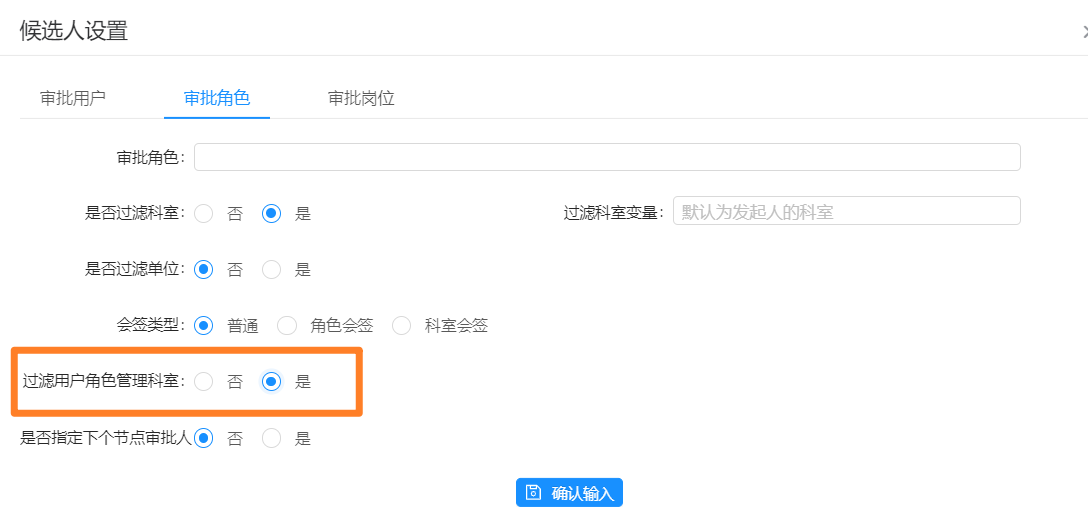 候选人设置
审批用户 审批角色 审批岗位
审批角色：
是否过滤科室： 否 是 过滤科室变量： 默认为发起人的科室
是否过滤单位： 否 是
会签类型： 普通 角色会签 科室会签
过滤用户角色管理科室： 否 是
是否指定下个节点审批人 否 是
确认输入